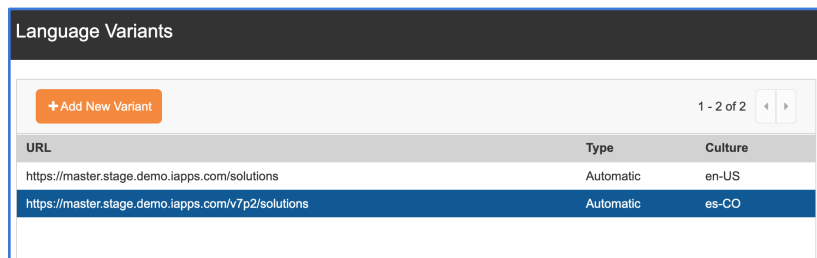 Language Variants
+ Add New Variant
1 - 2 of 2
URL Type Culture
https://master.stage.demo.iapps.com/solutions Automatic en-US
https://master.stage.demo.iapps.com/v7p2/solutions Automatic es-CO